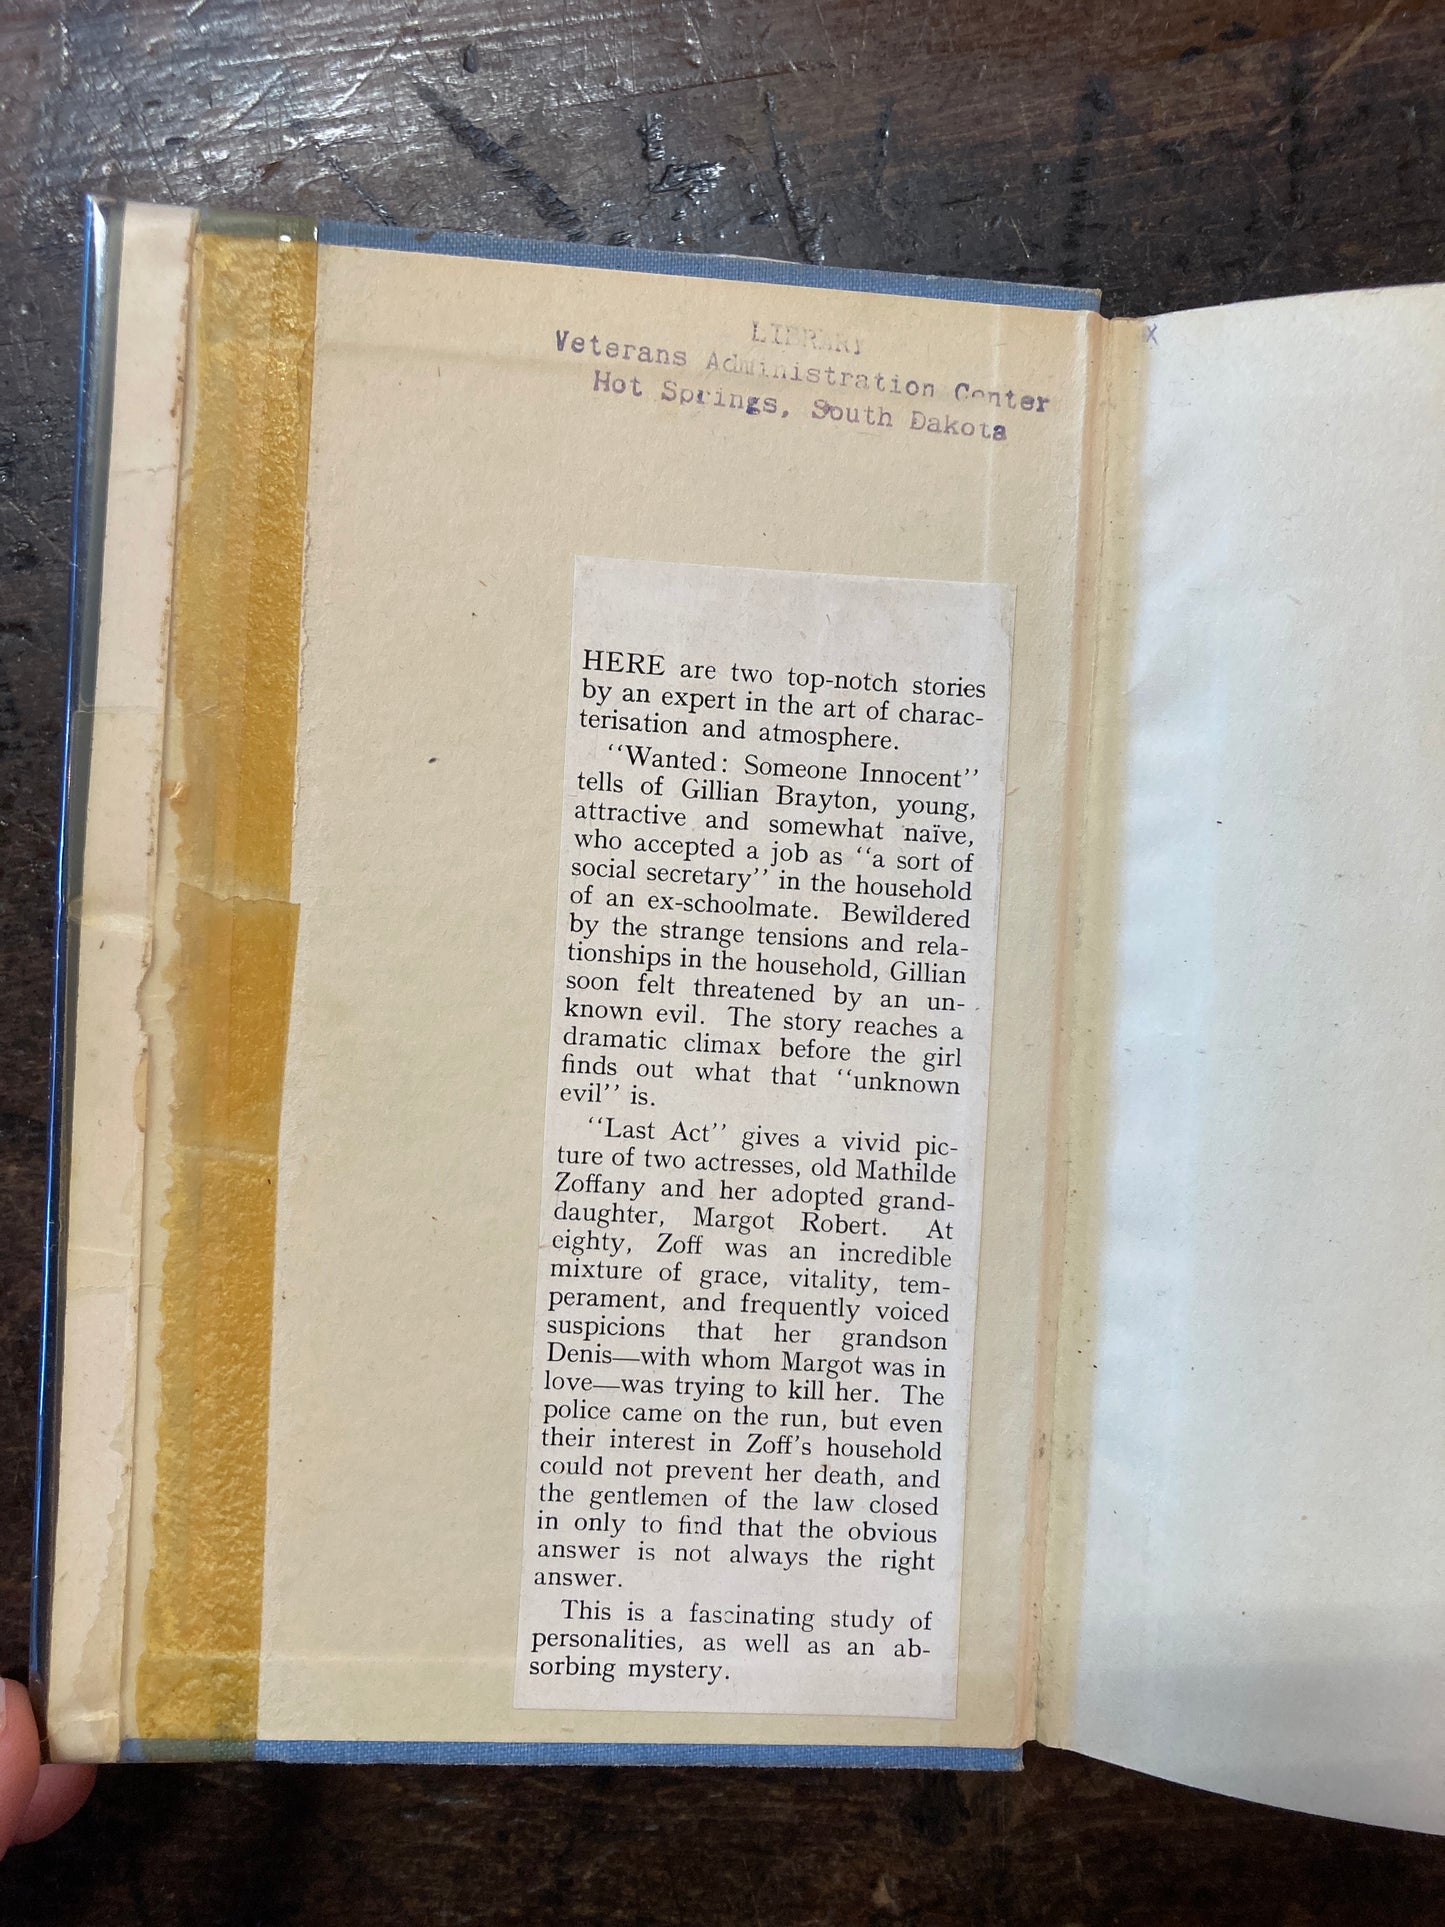 LIBRARY
Veterans Administration Center
Hot Springs, South Dakota
x
HERE are two top-notch stories
by an expert in the art of charac-
terisation and atmosphere.
‘‘Wanted: Someone Innocent’’
tells of Gillian Brayton, young,
attractive and somewhat naïve,
who accepted a job as ‘‘a sort of
social secretary’’ in the household
of an ex-schoolmate. Bewildered
by the strange tensions and rela-
tionships in the household, Gillian
soon felt threatened by an un-
known evil. The story reaches a
dramatic climax before the girl
finds out what that ‘‘unknown
evil’’ is.
‘‘Last Act’’ gives a vivid pic-
ture of two actresses, old Mathilde
Zoffany and her adopted grand-
daughter, Margot Robert. At
eighty, Zoff was an incredible
mixture of grace, vitality, tem-
perament, and frequently voiced
suspicions that her grandson
Denis—with whom Margot was in
love—was trying to kill her. The
police came on the run, but even
their interest in Zoff’s household
could not prevent her death, and
the gentlemen of the law closed
in only to find that the obvious
answer is not always the right
answer.
This is a fascinating study of
personalities, as well as an ab-
sorbing mystery.